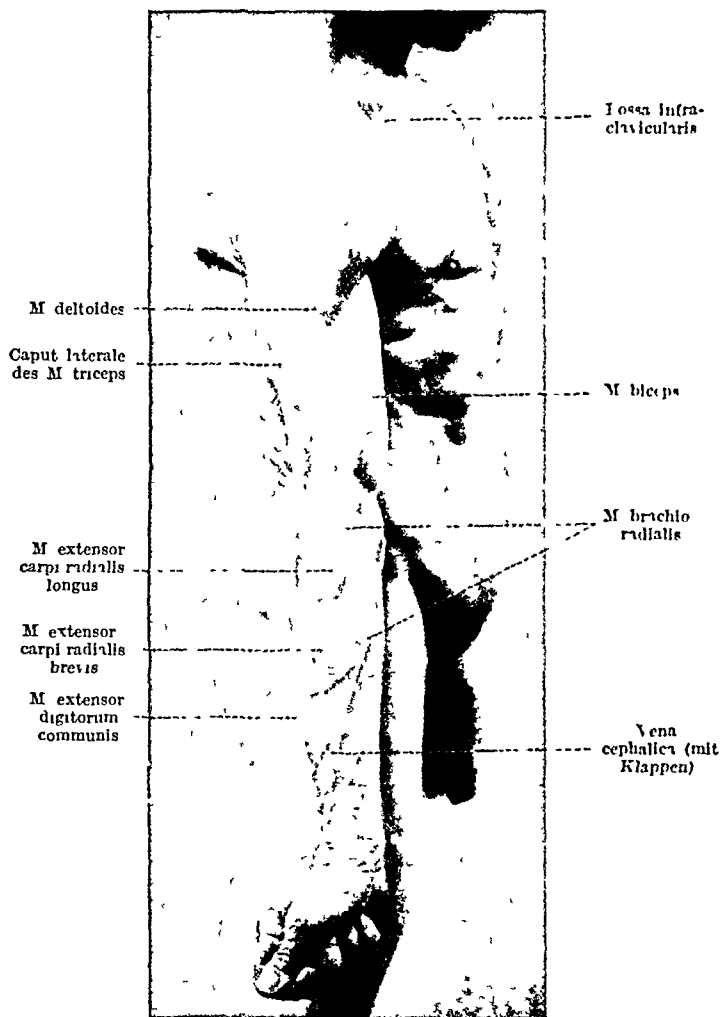 Fossa infra-
clavicularis
M deltoides
Caput laterale
des M triceps
M biceps
M brachio
radialis
M extensor
carpi radialis
longus
M extensor
carpi radialis
brevis
M extensor
digitorum
communis
Vena
cephalica (mit
Klappen)